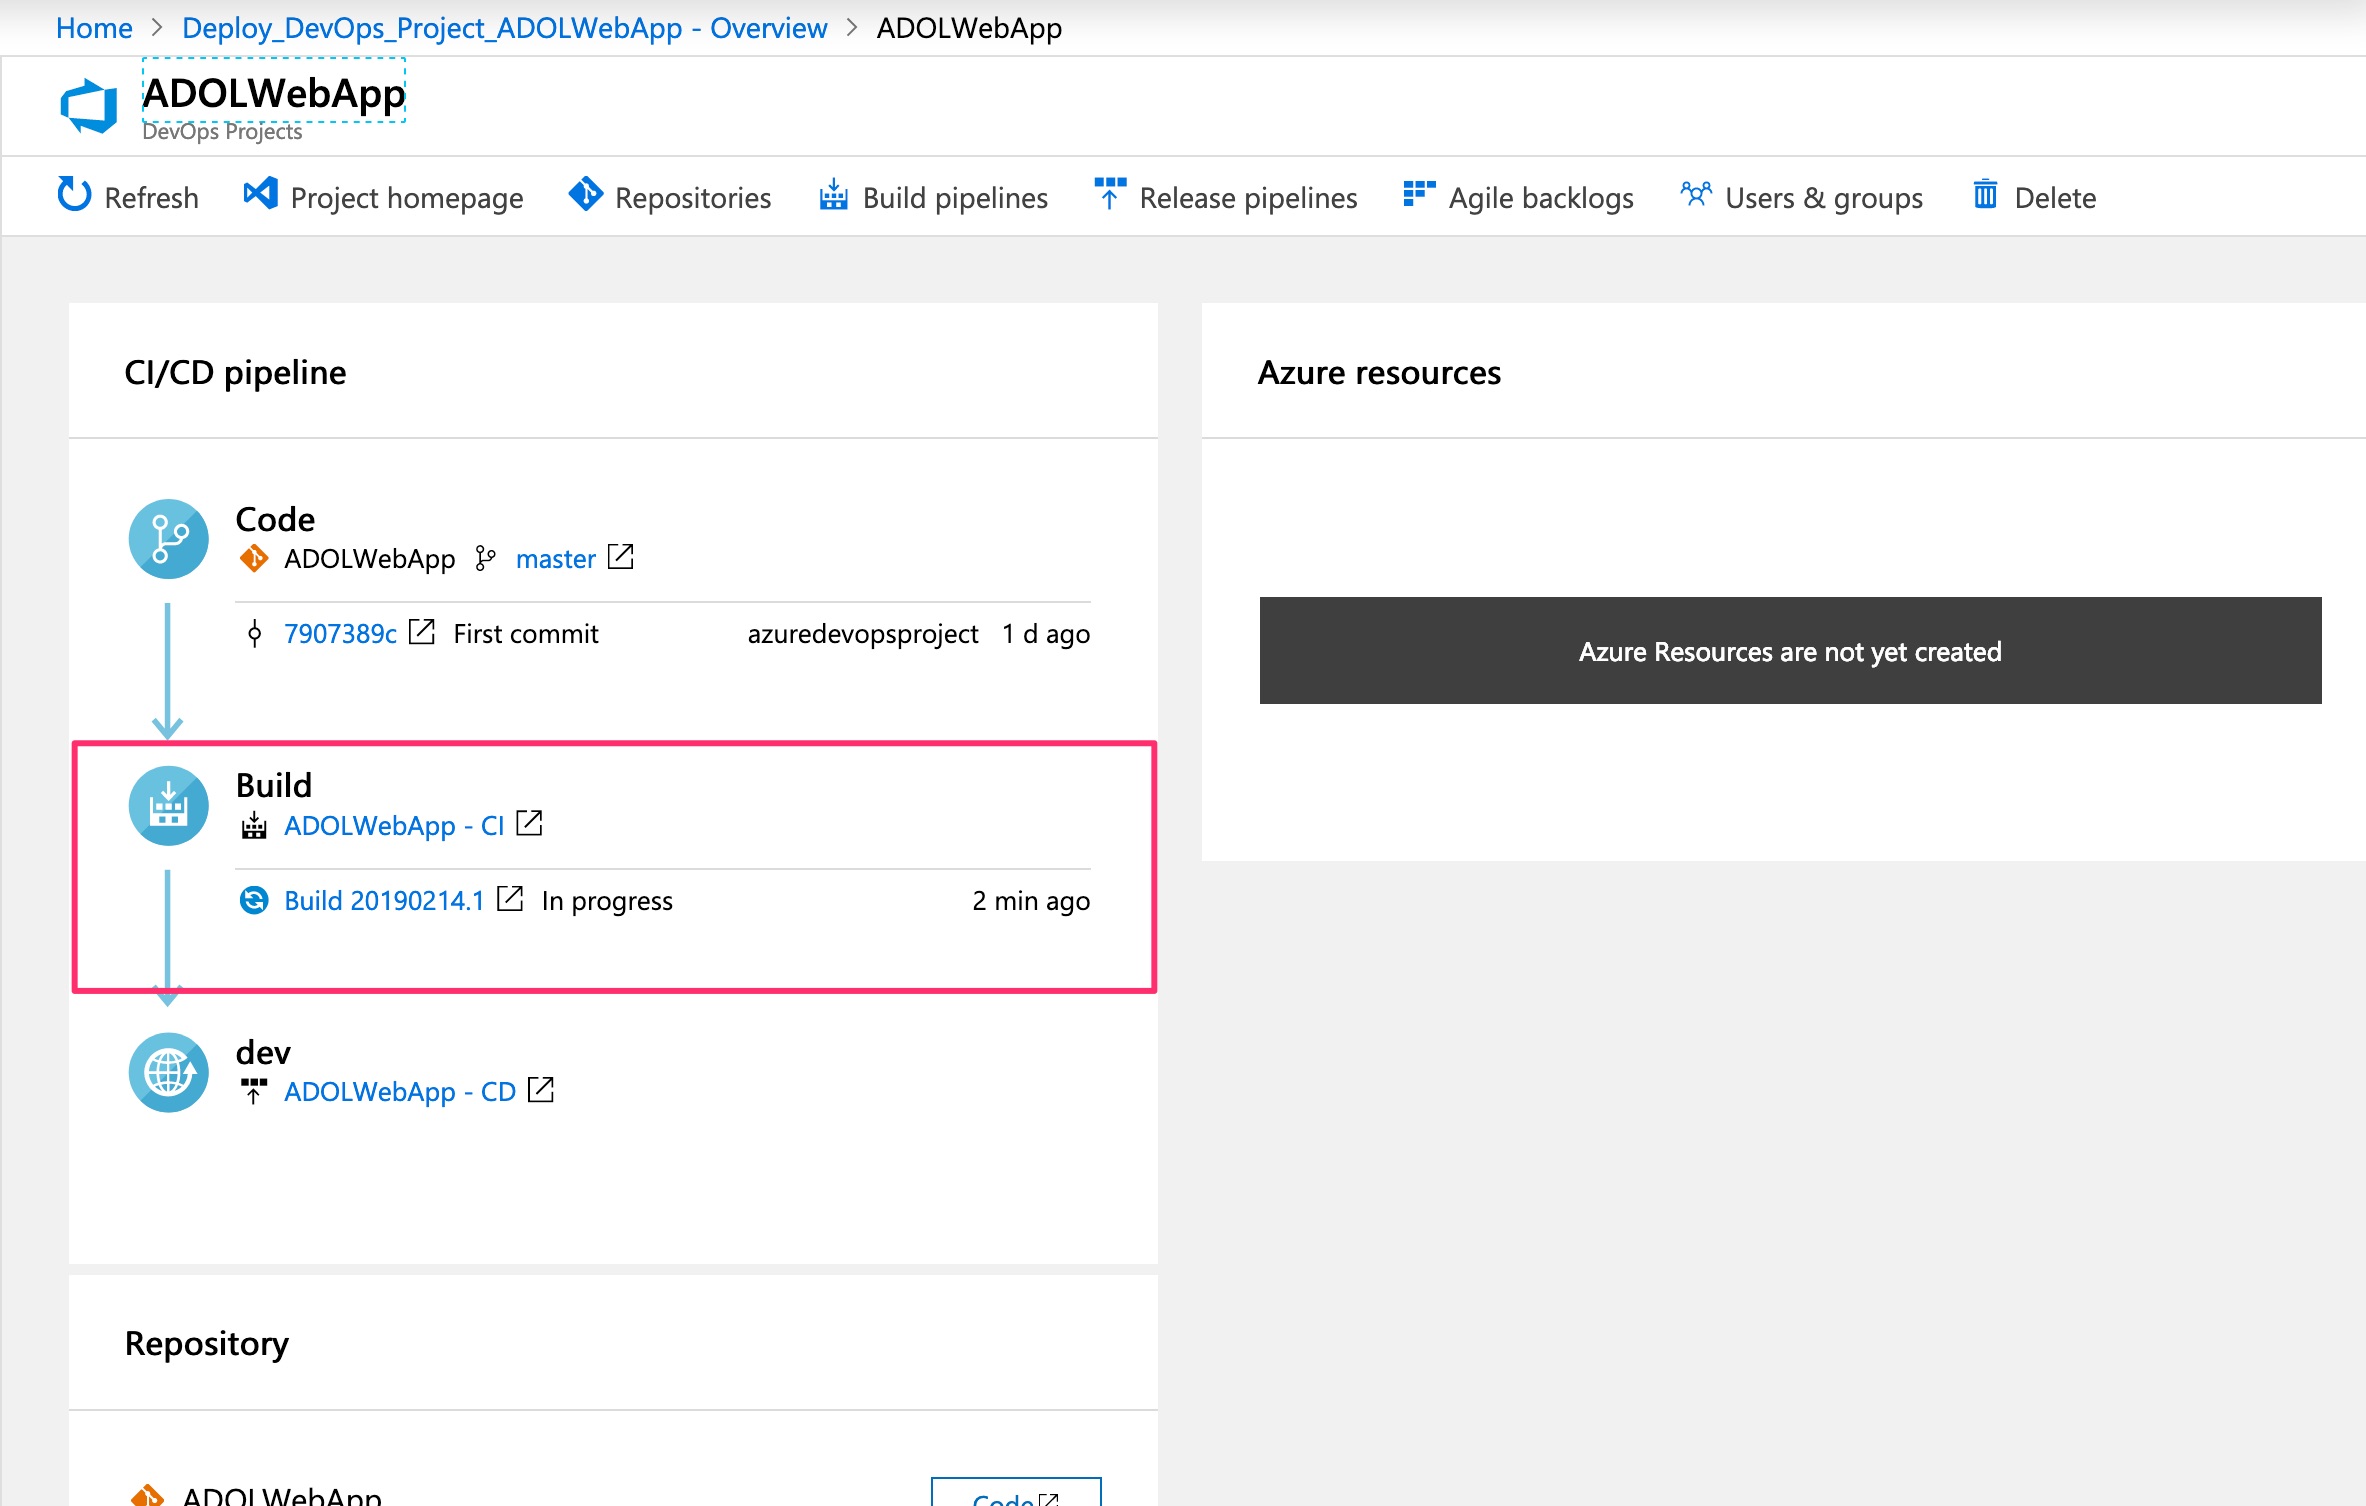 Home > Deploy_DevOps_Project_ADOLWebApp - Overview > ADOLWebApp
ADOLWebApp
DevOps Projects
Refresh Project homepage Repositories Build pipelines Release pipelines Agile backlogs Users & groups Delete
CI/CD pipeline
Code
ADOLWebApp master
7907389c First commit azuredevopsproject 1 d ago
Build
ADOLWebApp - CI
Build 20190214.1 In progress 2 min ago
dev
ADOLWebApp - CD
Repository
ADOLWebApp Code
Azure resources
Azure Resources are not yet created